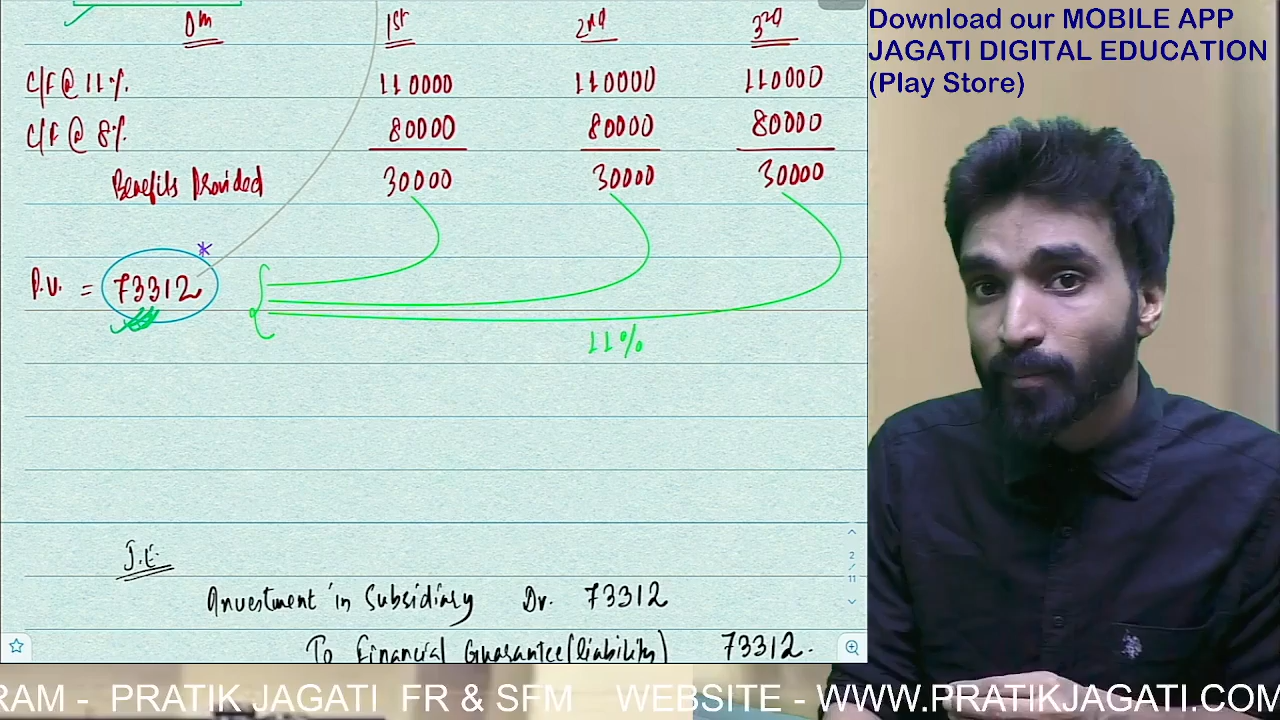 0m 1st 2nd 3rd
C/F @ 11%. 110000 110000 110000
C/F @ 8%. 80000 80000 80000
Benefits Provided 30000 30000 30000
P.V. = 73312 *
11%
J.E.
Investment in Subsidiary Dr. 73312
To Financial Guarantee (liability) 73312.
2
/
11
Download our MOBILE APP
JAGATI DIGITAL EDUCATION
(Play Store)
RAM - PRATIK JAGATI FR & SFM WEBSITE - WWW.PRATIKJAGATI.COM